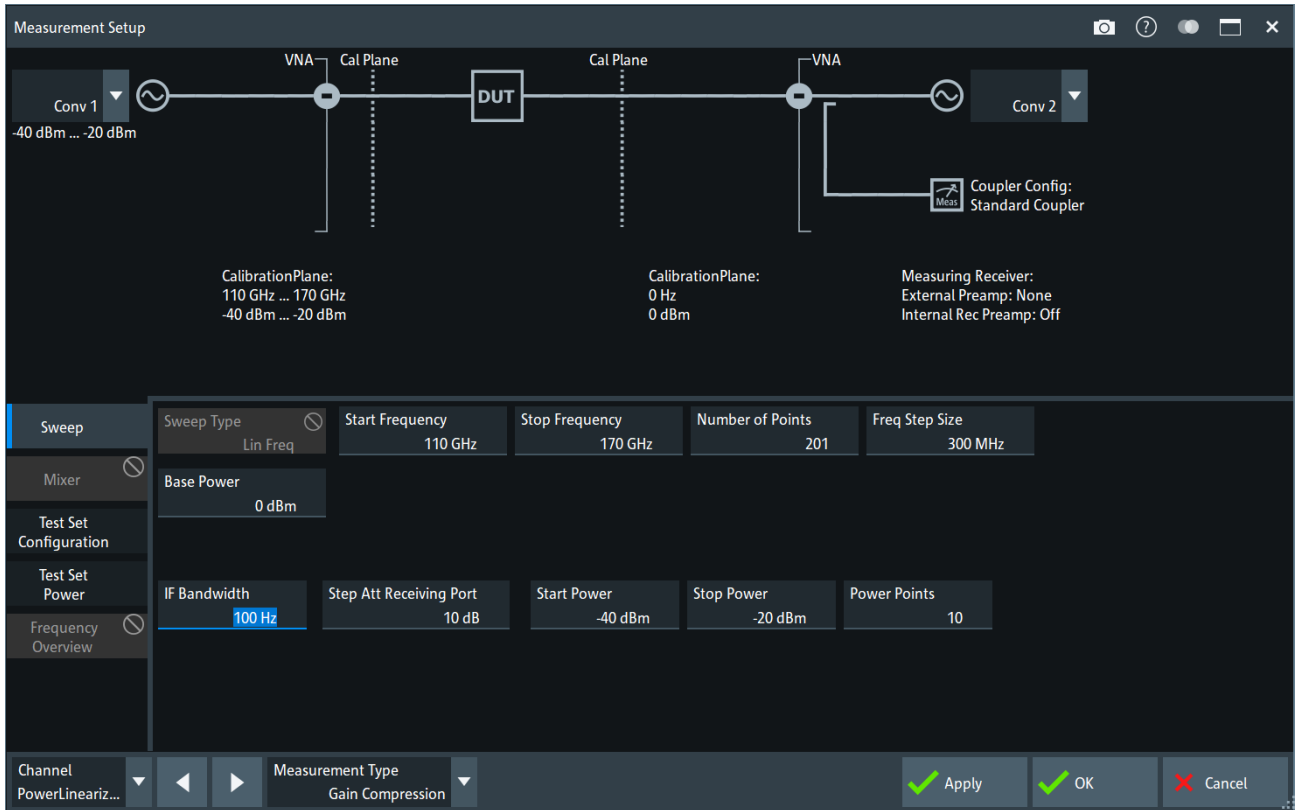 Measurement Setup
VNA
Cal Plane
Cal Plane
VNA
Conv 1
DUT
Conv 2
-40 dBm ... -20 dBm
Meas
Coupler Config:
Standard Coupler
CalibrationPlane:
110 GHz ... 170 GHz
-40 dBm ... -20 dBm
CalibrationPlane:
0 Hz
0 dBm
Measuring Receiver:
External Preamp: None
Internal Rec Preamp: Off
Sweep
Mixer
Test Set
Configuration
Test Set
Power
Frequency
Overview
Sweep Type
Lin Freq
Start Frequency
110 GHz
Stop Frequency
170 GHz
Number of Points
201
Freq Step Size
300 MHz
Base Power
0 dBm
IF Bandwidth
100 Hz
Step Att Receiving Port
10 dB
Start Power
-40 dBm
Stop Power
-20 dBm
Power Points
10
Channel
PowerLineariz...
Measurement Type
Gain Compression
Apply
OK
Cancel